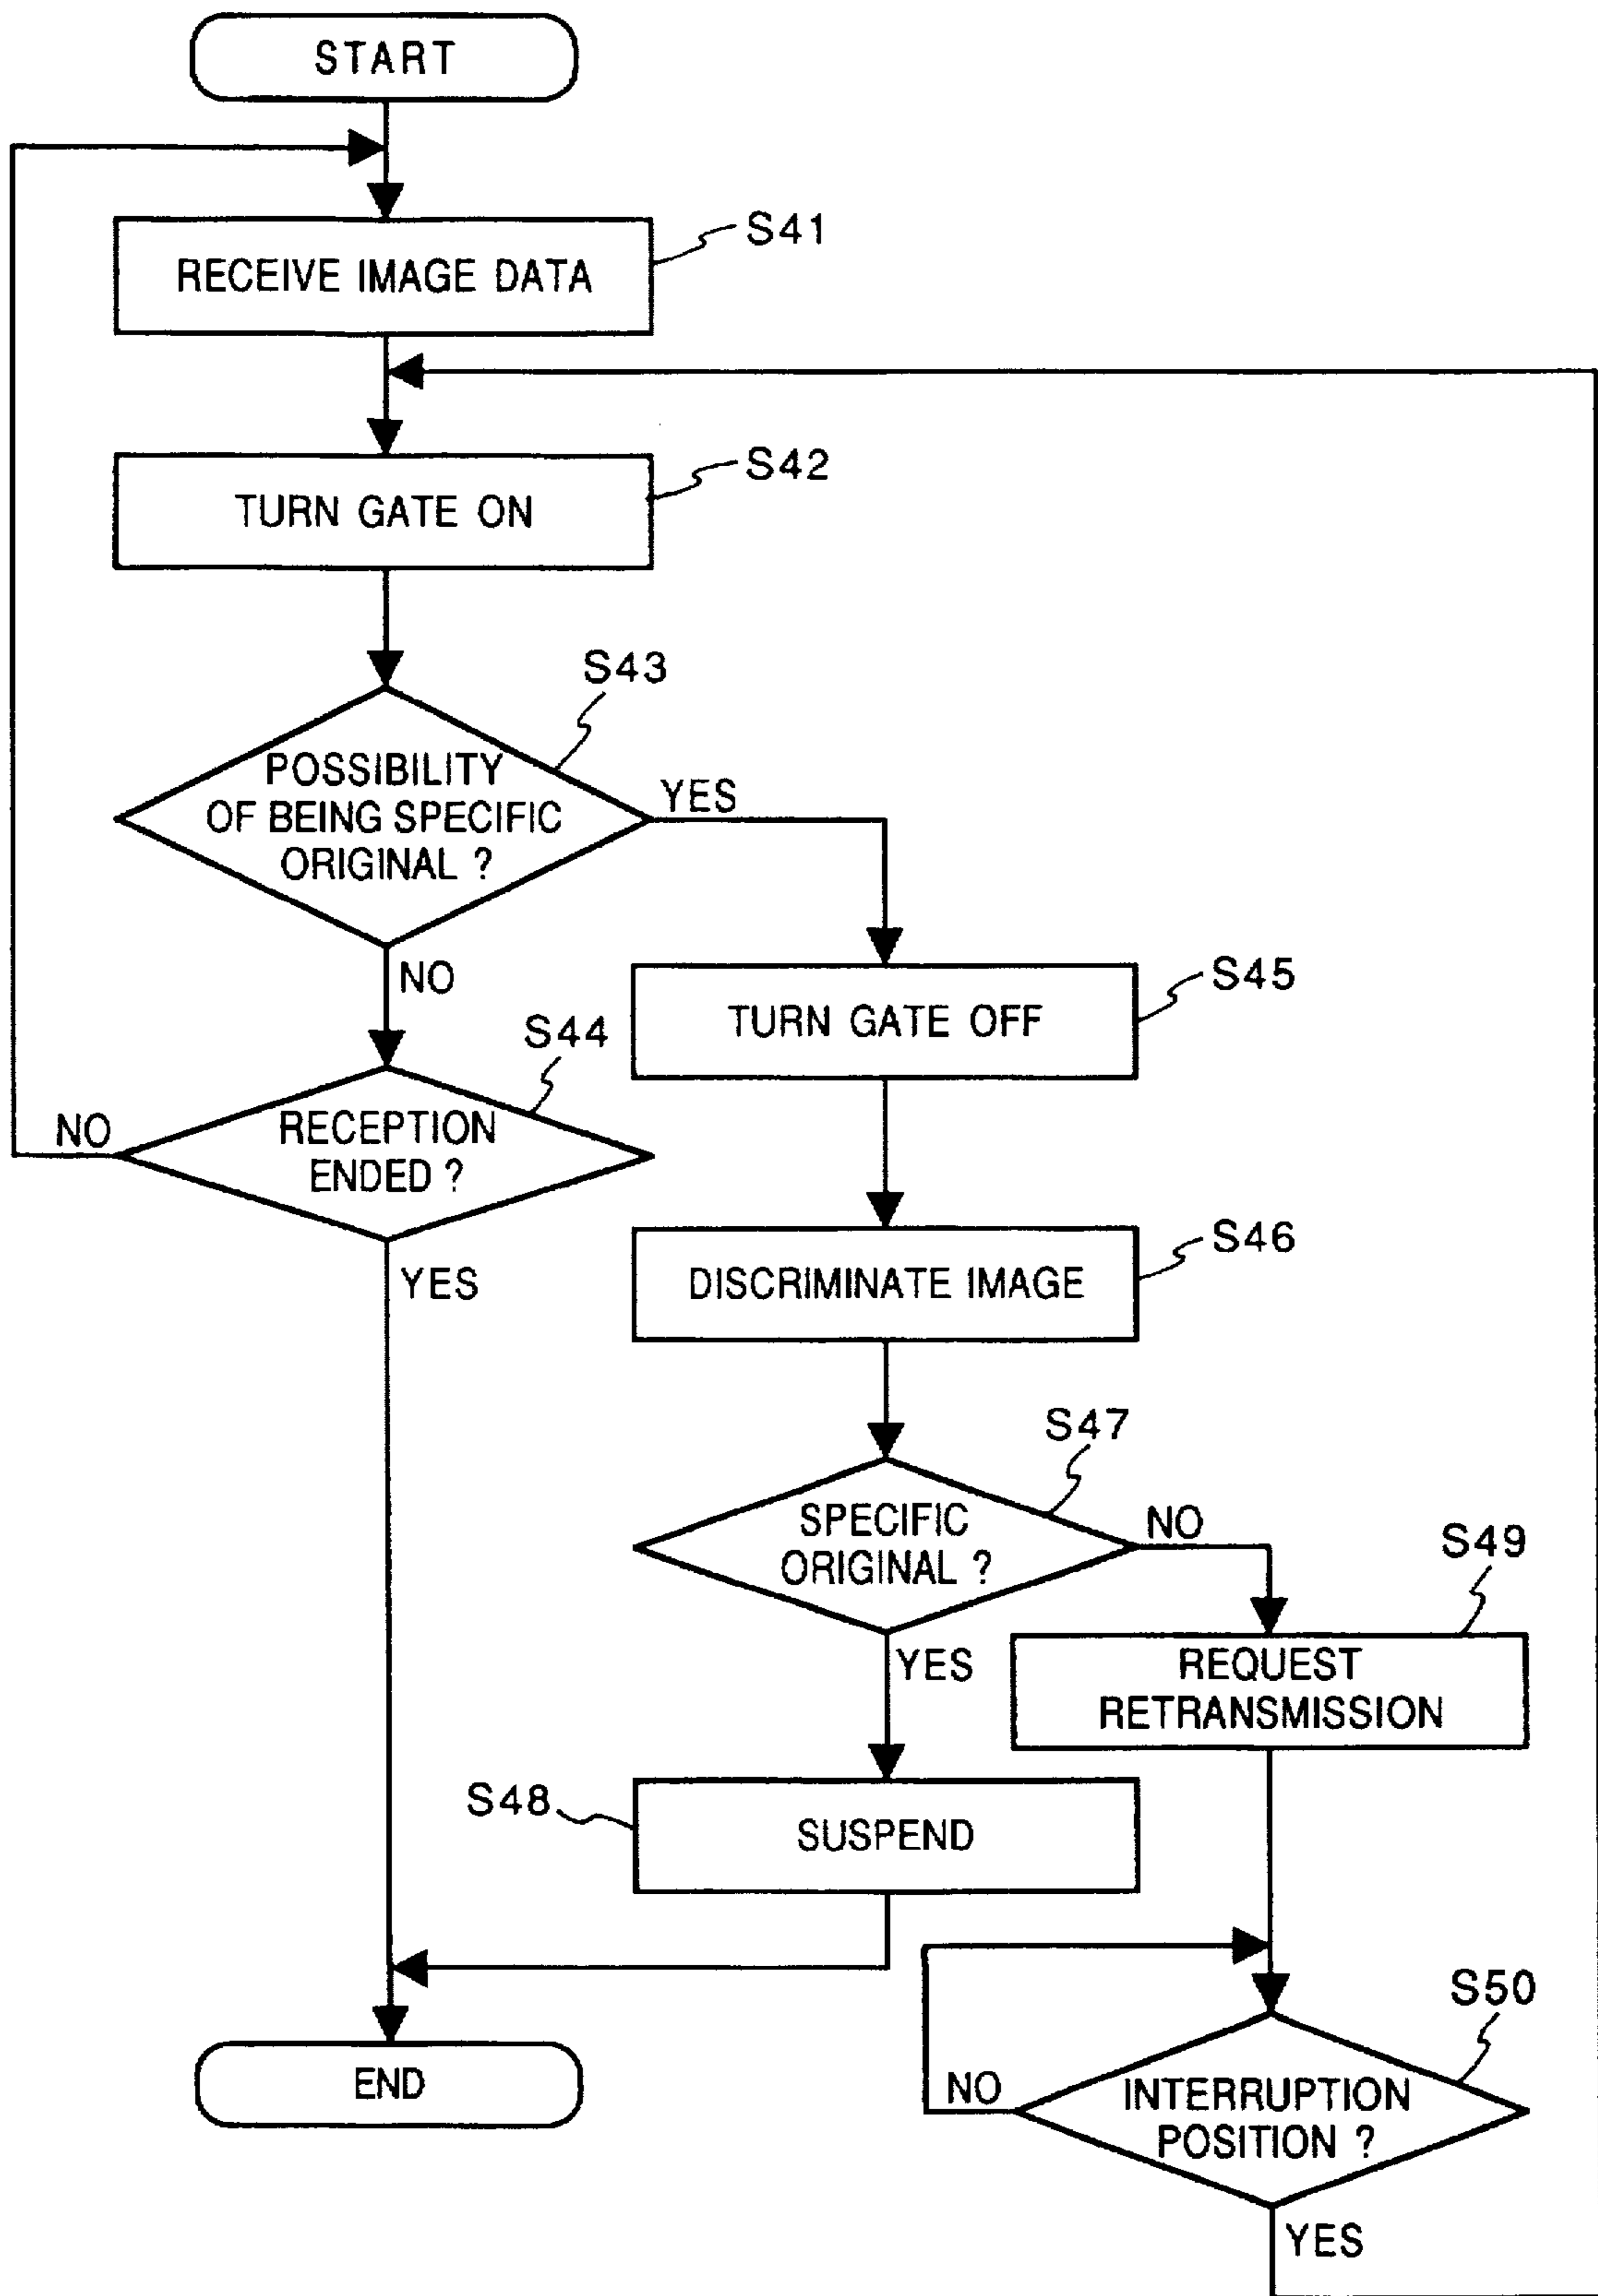 START
S41
RECEIVE IMAGE DATA
S42
TURN GATE ON
S43
POSSIBILITY
OF BEING SPECIFIC
ORIGINAL ?
YES
NO
S45
TURN GATE OFF
S44
RECEPTION
ENDED ?
NO
YES
S46
DISCRIMINATE IMAGE
S47
SPECIFIC
ORIGINAL ?
NO
YES
S49
REQUEST
RETRANSMISSION
S48
SUSPEND
S50
INTERRUPTION
POSITION ?
NO
YES
END